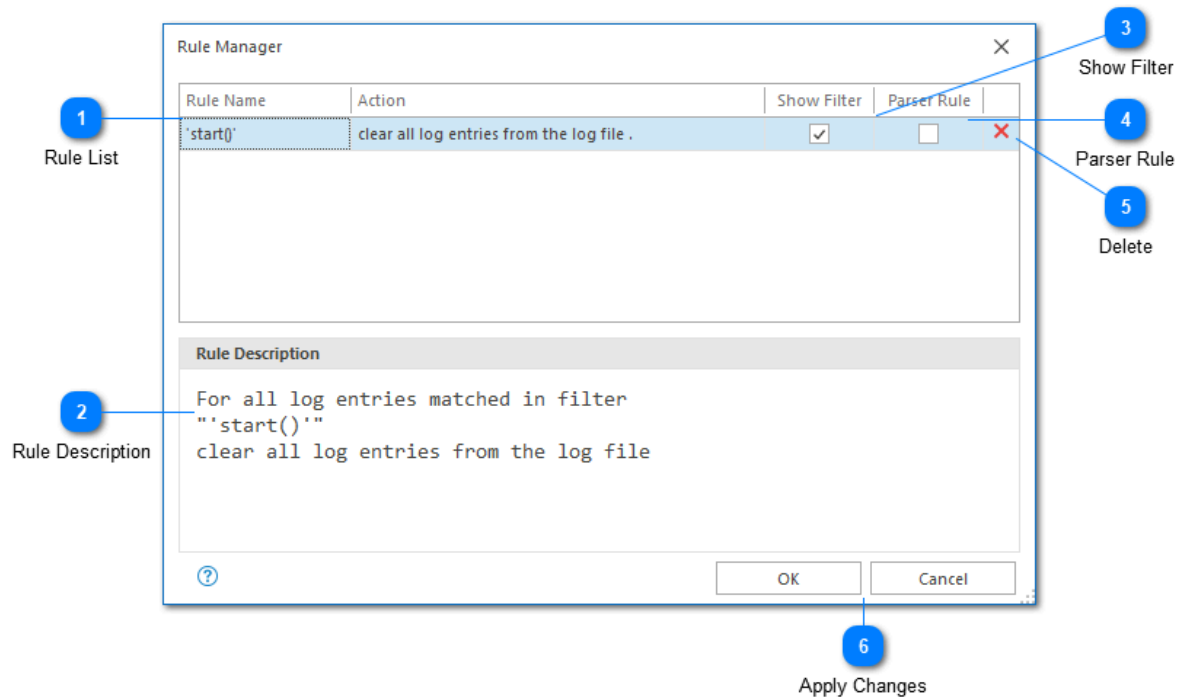 Rule Manager
Rule Name Action Show Filter Parser Rule
'start()' clear all log entries from the log file .
Rule Description
For all log entries matched in filter
"'start()'"
clear all log entries from the log file
OK Cancel
1
Rule List
2
Rule Description
3
Show Filter
4
Parser Rule
5
Delete
6
Apply Changes